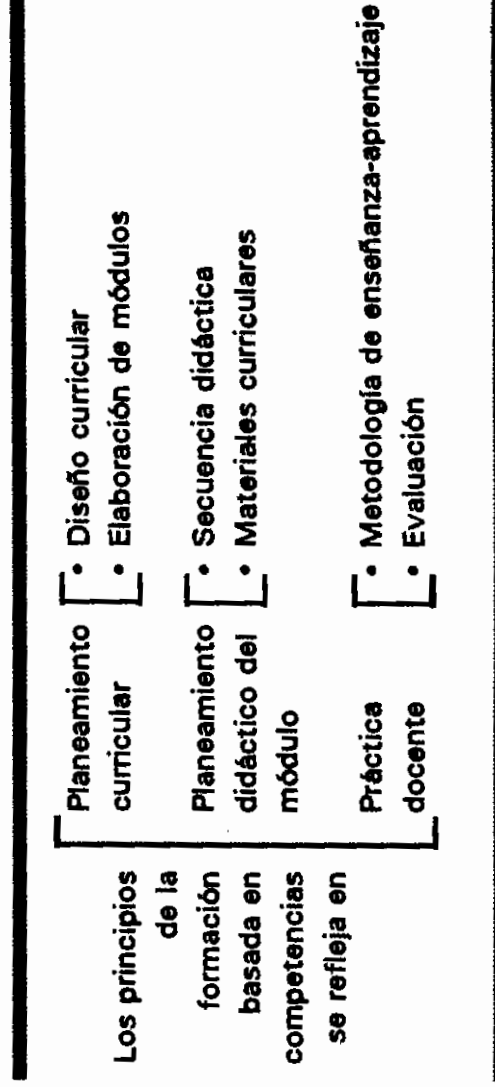 Los principios
de la
formación
basada en
competencias
se refleja en
Planeamiento
curricular
• Diseño curricular
• Elaboración de módulos
Planeamiento
didáctico del
módulo
• Secuencia didáctica
• Materiales curriculares
Práctica
docente
• Metodología de enseñanza-aprendizaje
• Evaluación